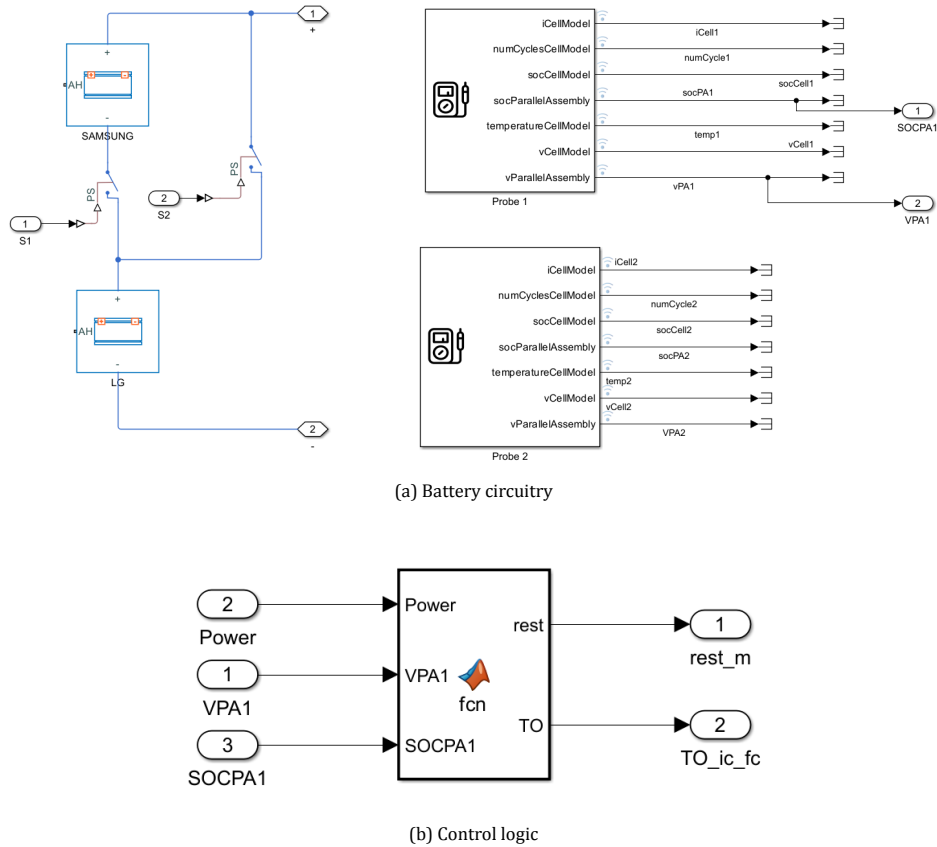 1
+
+
-
AH
+
-
SAMSUNG
PS
PS
2
S2
1
S1
+
+
-
AH
-
LG
2
-
iCellModel
iCell1
numCyclesCellModel
numCycle1
socCellModel
socCell1
socParallelAssembly
socPA1
1
SOCPA1
temperatureCellModel
temp1
vCellModel
vCell1
vParallelAssembly
vPA1
2
VPA1
Probe 1
iCellModel
iCell2
numCyclesCellModel
numCycle2
socCellModel
socCell2
socParallelAssembly
socPA2
temperatureCellModel
temp2
vCellModel
vCell2
vParallelAssembly
VPA2
Probe 2
(a) Battery circuitry
2
Power
1
VPA1
3
SOCPA1
Power
VPA1
SOCPA1
fcn
rest
TO
1
rest_m
2
TO_ic_fc
(b) Control logic